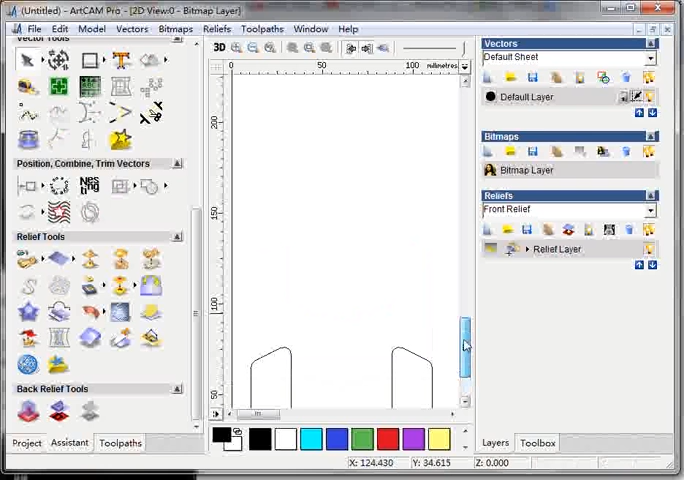 (Untitled) - ArtCAM Pro - [2D View:0 - Bitmap Layer]
File Edit Model Vectors Bitmaps Reliefs Toolpaths Window Help
Vector Tools
3D
0 50 100 millimetres
200
150
100
50
Position, Combine, Trim Vectors
Nes
ng
ti
Relief Tools
Back Relief Tools
Project Assistant Toolpaths
Vectors
Default Sheet
Default Layer
Bitmaps
Bitmap Layer
Reliefs
Front Relief
Relief Layer
Layers Toolbox
X: 124.430 Y: 34.615 Z: 0.000